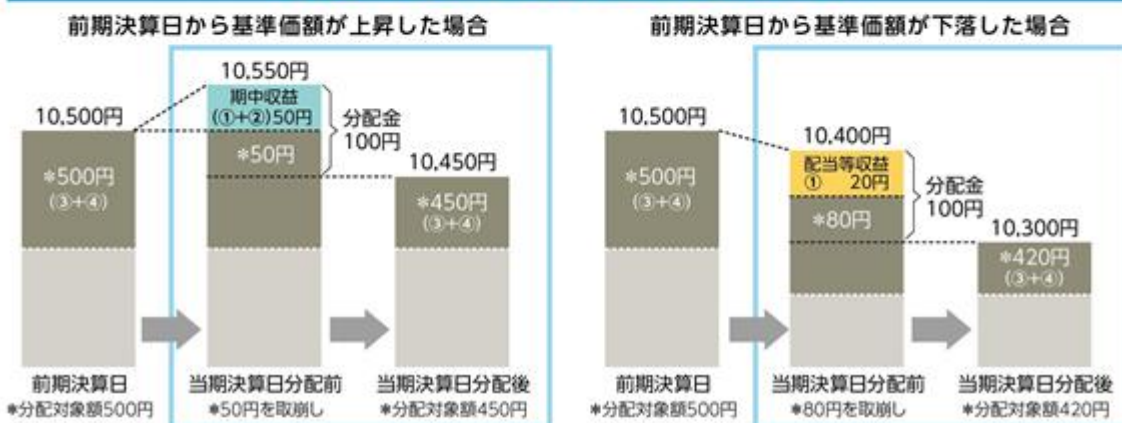 前期決算日から基準価額が上昇した場合
10,550円
10,500円
期中収益
(①+②)50円
分配金
100円
*500円
(③+④)
*50円
10,450円
*450円
(③+④)
前期決算日
*分配対象額500円
当期決算日分配前
*50円を取崩し
当期決算日分配後
*分配対象額450円
前期決算日から基準価額が下落した場合
10,500円
10,400円
配当等収益
① 20円
分配金
100円
*500円
(③+④)
*80円
10,300円
*420円
(③+④)
前期決算日
*分配対象額500円
当期決算日分配前
*80円を取崩し
当期決算日分配後
*分配対象額420円